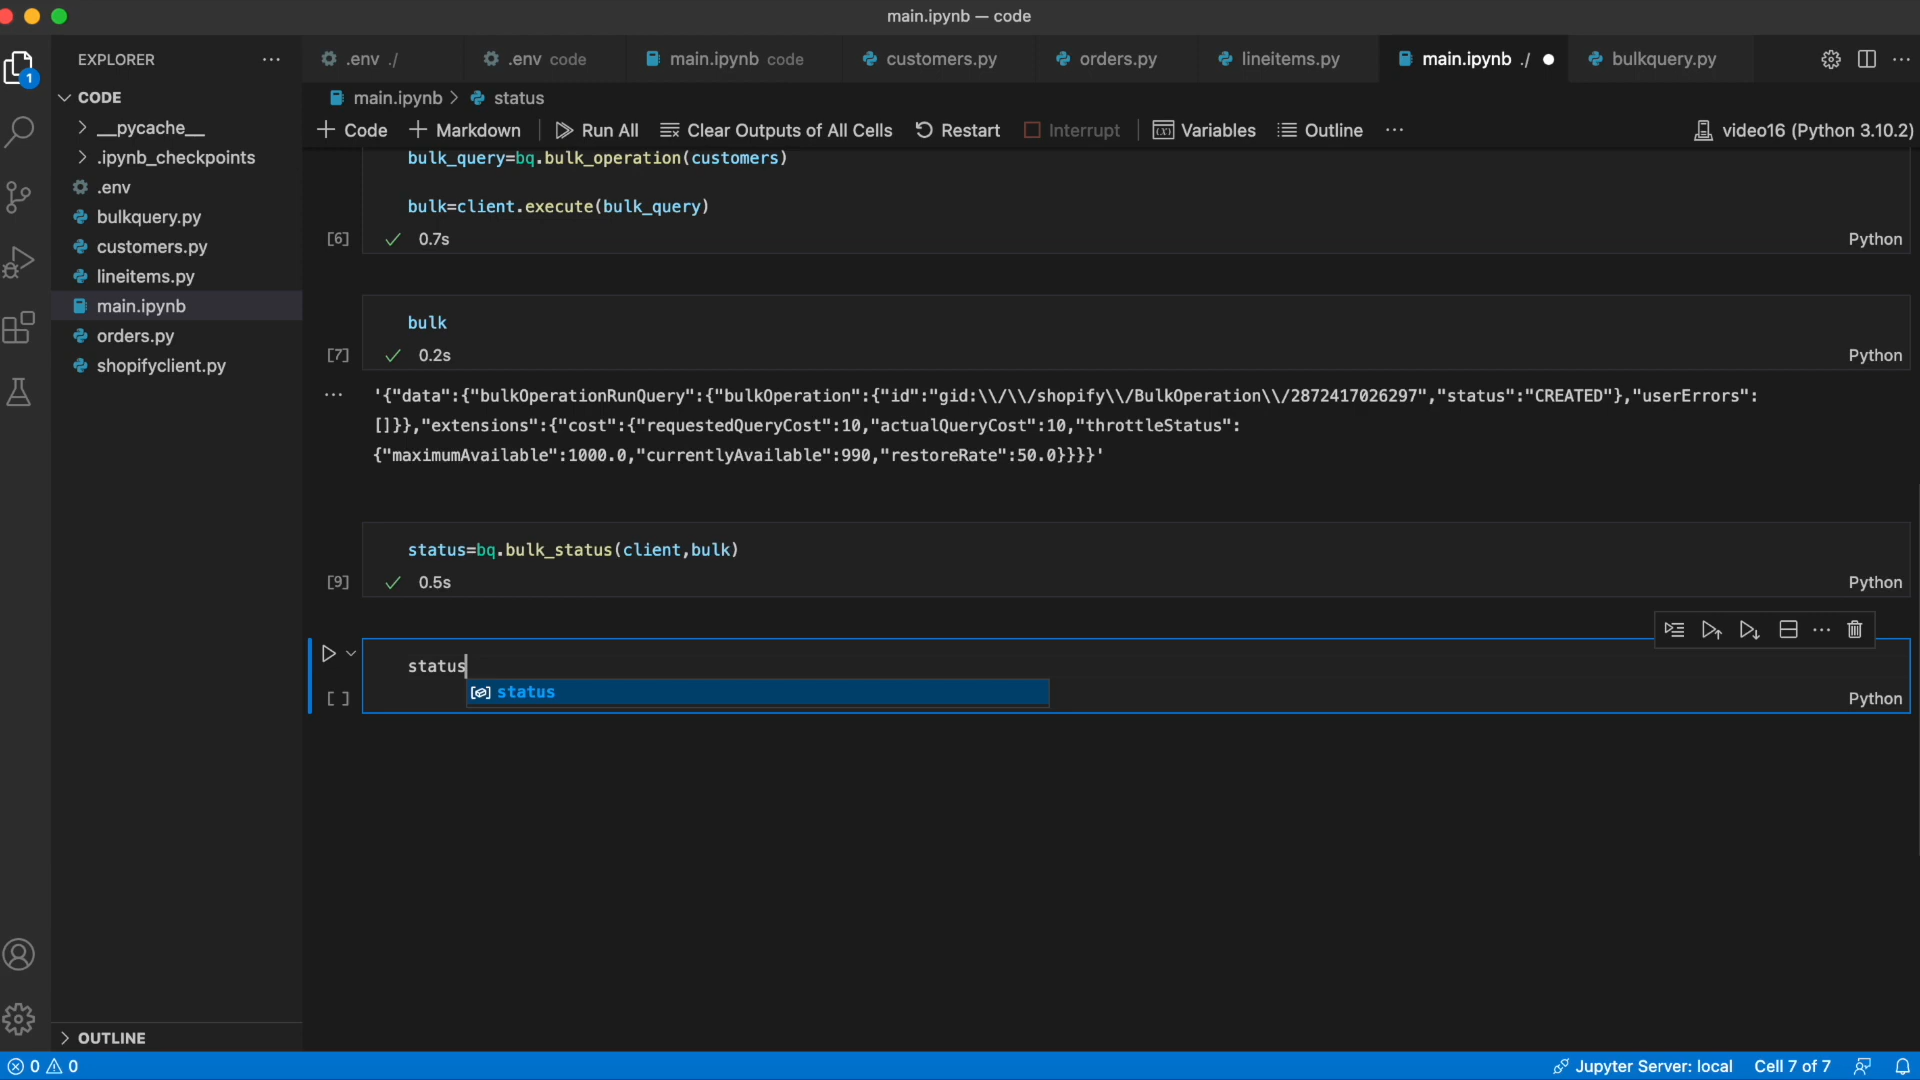 main.ipynb — code
EXPLORER
.env ./
.env code
main.ipynb code
customers.py
orders.py
lineitems.py
main.ipynb ./
bulkquery.py
1
CODE
main.ipynb > status
__pycache__
.ipynb_checkpoints
.env
bulkquery.py
customers.py
lineitems.py
main.ipynb
orders.py
shopifyclient.py
+ Code + Markdown Run All Clear Outputs of All Cells Restart Interrupt Variables Outline ...
video16 (Python 3.10.2)
bulk_query=bq.bulk_operation(customers)
bulk=client.execute(bulk_query)
[6] ✓ 0.7s Python
bulk
[7] ✓ 0.2s Python
'{"data":{"bulkOperationRunQuery":{"bulkOperation":{"id":"gid:\\/\\/shopify\\/BulkOperation\\/2872417026297","status":"CREATED"},"userErrors":
[]}},"extensions":{"cost":{"requestedQueryCost":10,"actualQueryCost":10,"throttleStatus":
{"maximumAvailable":1000.0,"currentlyAvailable":990,"restoreRate":50.0}}}}'
status=bq.bulk_status(client,bulk)
[9] ✓ 0.5s Python
status
status
[ ] Python
OUTLINE
0 0
Jupyter Server: local Cell 7 of 7